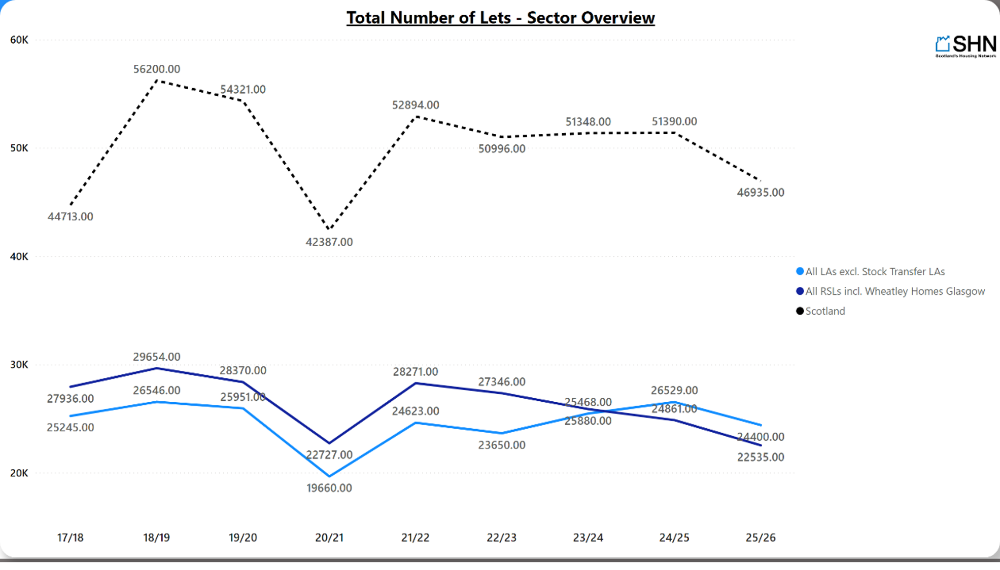 Total Number of Lets - Sector Overview
SHN
Scotland's Housing Network
60K
50K
40K
30K
20K
56200.00
54321.00
52894.00
51348.00
51390.00
50996.00
46935.00
44713.00
42387.00
All LAs excl. Stock Transfer LAs
All RSLs incl. Wheatley Homes Glasgow
Scotland
29654.00
28370.00
28271.00
27346.00
27936.00
26546.00
25951.00
25468.00
26529.00
24623.00
24861.00
25245.00
25880.00
24400.00
22727.00
23650.00
22535.00
19660.00
17/18 18/19 19/20 20/21 21/22 22/23 23/24 24/25 25/26